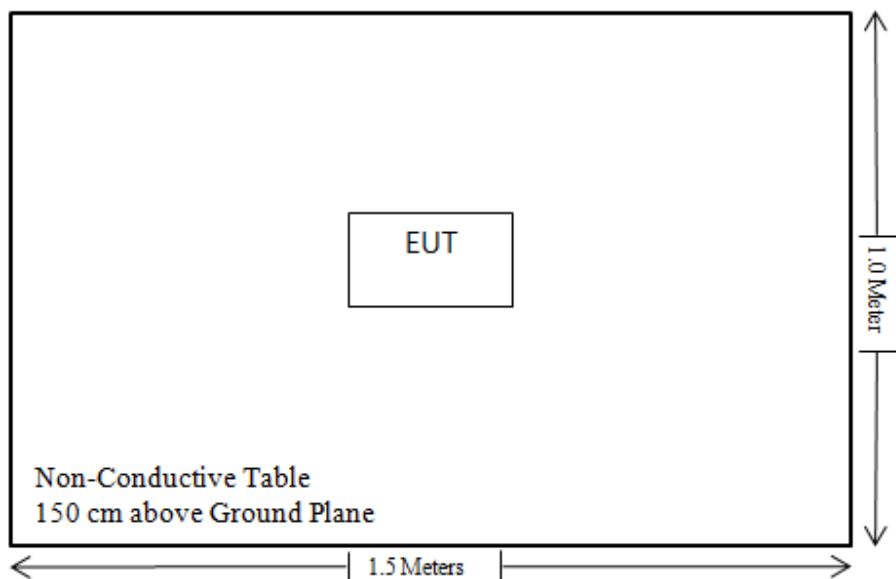 EUT
1.0 Meter
Non-Conductive Table
150 cm above Ground Plane
1.5 Meters